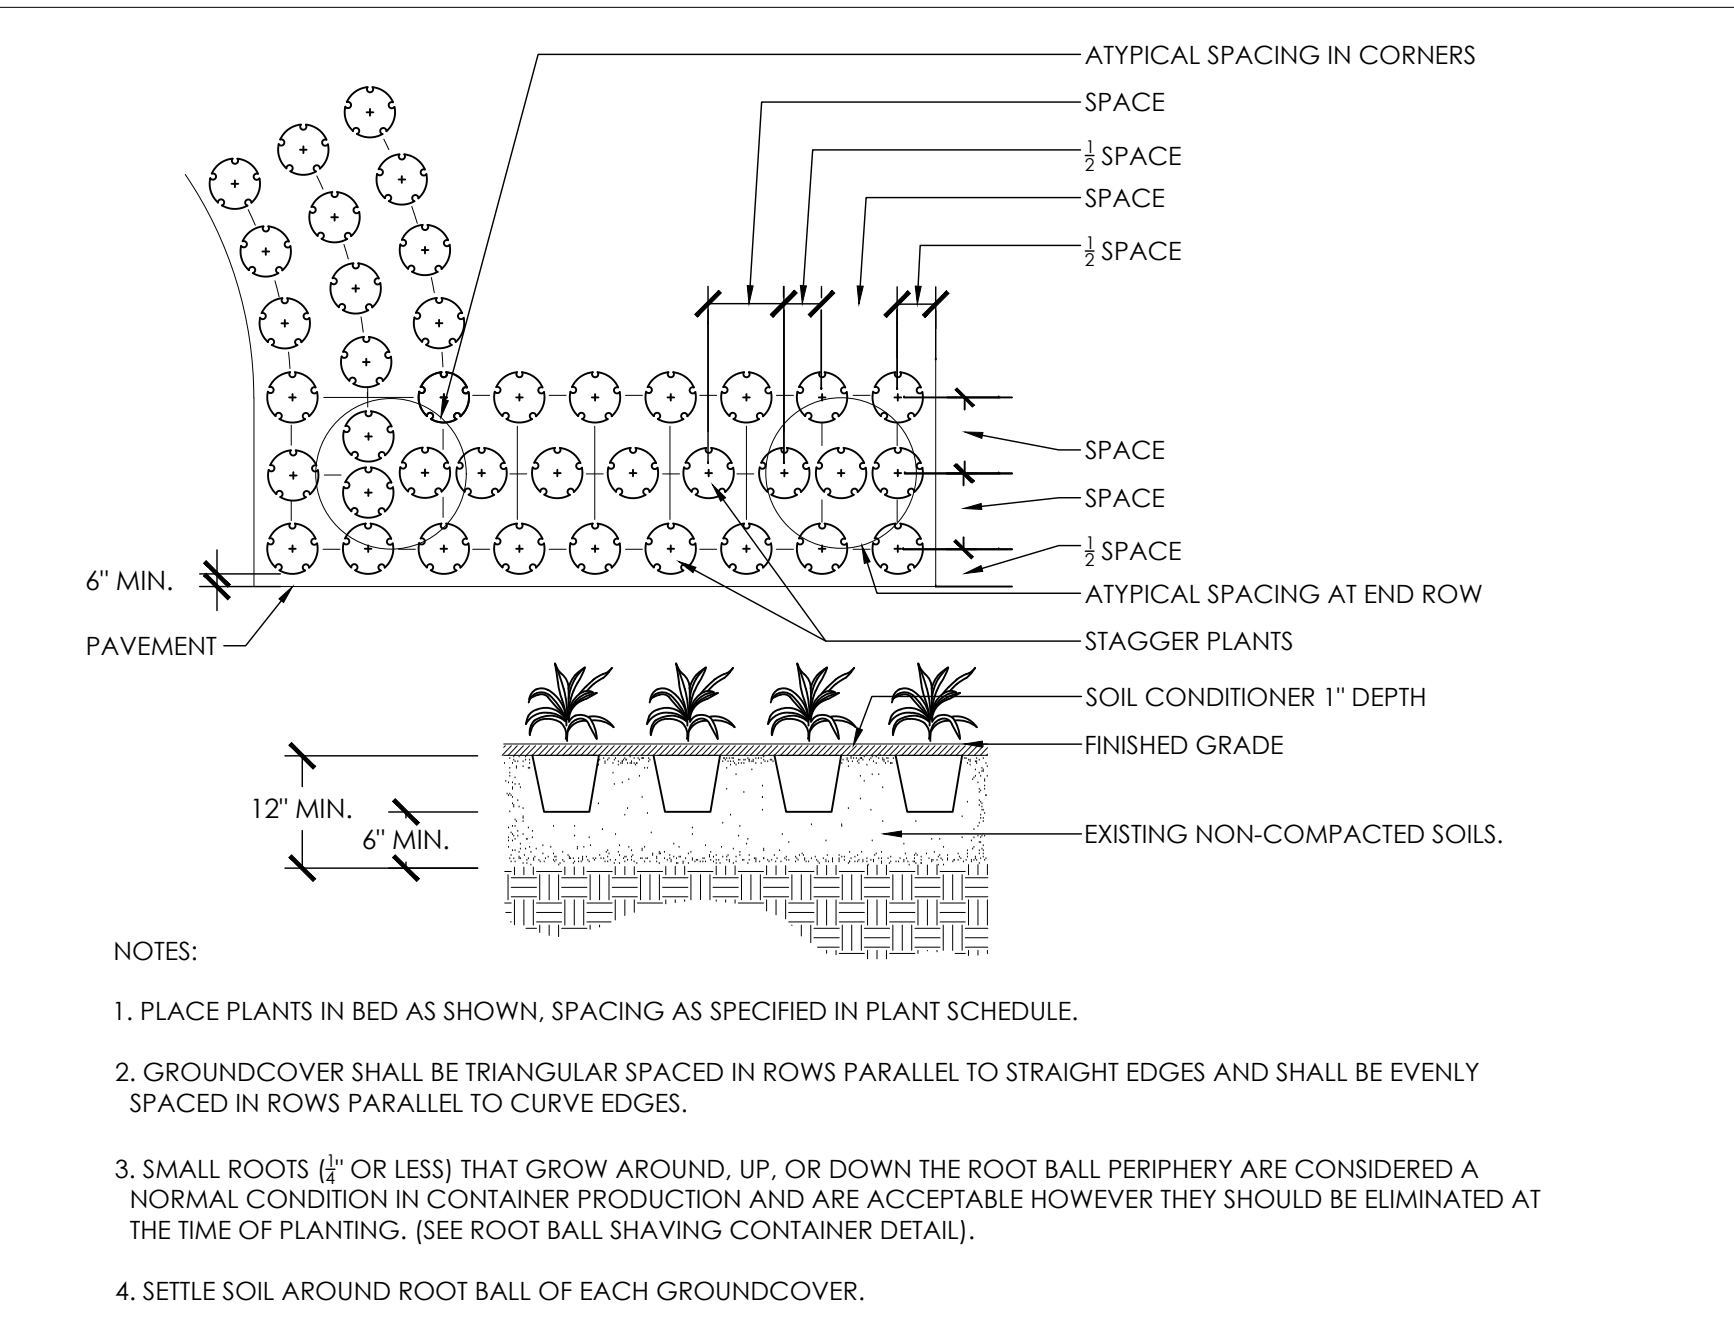 ATYPICAL SPACING IN CORNERS
SPACE
1/2 SPACE
SPACE
1/2 SPACE
SPACE
SPACE
1/2 SPACE
6" MIN.
ATYPICAL SPACING AT END ROW
PAVEMENT
STAGGER PLANTS
SOIL CONDITIONER 1" DEPTH
FINISHED GRADE
12" MIN.
6" MIN.
EXISTING NON-COMPACTED SOILS.
NOTES:
1. PLACE PLANTS IN BED AS SHOWN, SPACING AS SPECIFIED IN PLANT SCHEDULE.
2. GROUNDCOVER SHALL BE TRIANGULAR SPACED IN ROWS PARALLEL TO STRAIGHT EDGES AND SHALL BE EVENLY
SPACED IN ROWS PARALLEL TO CURVE EDGES.
3. SMALL ROOTS (1/4" OR LESS) THAT GROW AROUND, UP, OR DOWN THE ROOT BALL PERIPHERY ARE CONSIDERED A
NORMAL CONDITION IN CONTAINER PRODUCTION AND ARE ACCEPTABLE HOWEVER THEY SHOULD BE ELIMINATED AT
THE TIME OF PLANTING. (SEE ROOT BALL SHAVING CONTAINER DETAIL).
4. SETTLE SOIL AROUND ROOT BALL OF EACH GROUNDCOVER.